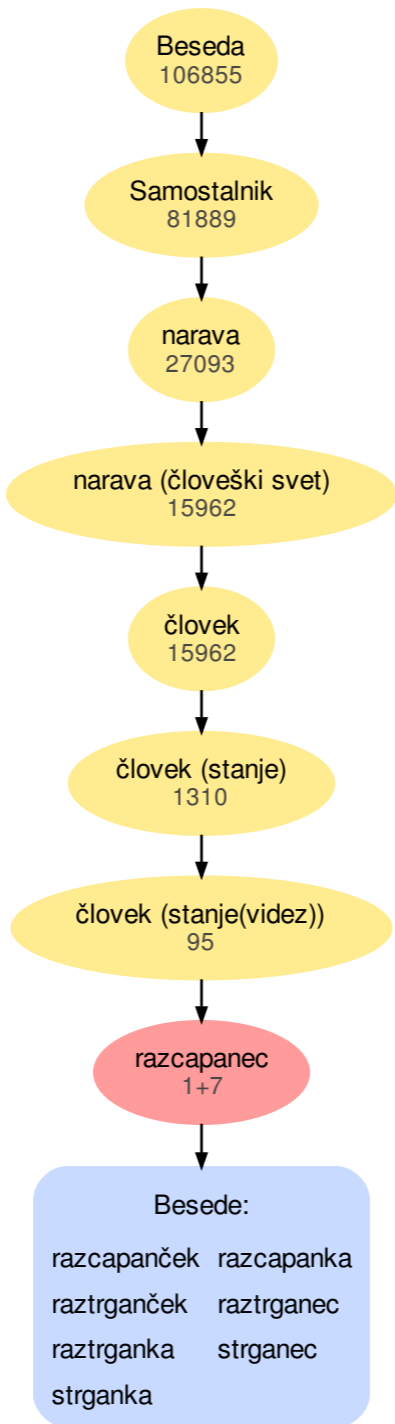 Beseda
106855
Samostalnik
81889
narava
27093
narava (človeški svet)
15962
človek
15962
človek (stanje)
1310
človek (stanje(videz))
95
razcapanec
1+7
Besede:
razcapanček razcapanka
raztrganček raztrganec
raztrganka strganec
strganka